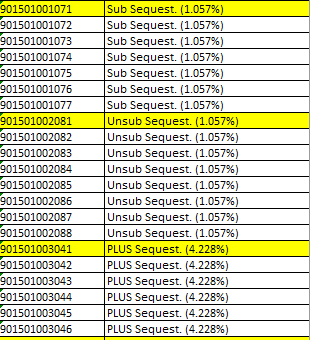 901501001071 Sub Sequest. (1.057%)
901501001072 Sub Sequest. (1.057%)
901501001073 Sub Sequest. (1.057%)
901501001074 Sub Sequest. (1.057%)
901501001075 Sub Sequest. (1.057%)
901501001076 Sub Sequest. (1.057%)
901501001077 Sub Sequest. (1.057%)
901501002081 Unsub Sequest. (1.057%)
901501002082 Unsub Sequest. (1.057%)
901501002083 Unsub Sequest. (1.057%)
901501002084 Unsub Sequest. (1.057%)
901501002085 Unsub Sequest. (1.057%)
901501002086 Unsub Sequest. (1.057%)
901501002087 Unsub Sequest. (1.057%)
901501002088 Unsub Sequest. (1.057%)
901501003041 PLUS Sequest. (4.228%)
901501003042 PLUS Sequest. (4.228%)
901501003043 PLUS Sequest. (4.228%)
901501003044 PLUS Sequest. (4.228%)
901501003045 PLUS Sequest. (4.228%)
901501003046 PLUS Sequest. (4.228%)